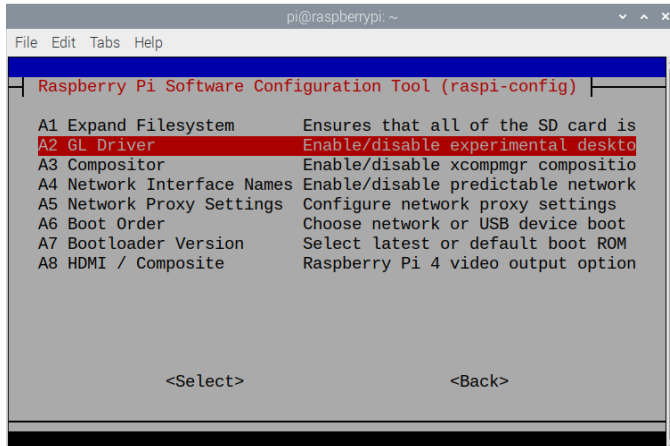 pi@raspberrypi: ~
File Edit Tabs Help
Raspberry Pi Software Configuration Tool (raspi-config)
A1 Expand Filesystem Ensures that all of the SD card is
A2 GL Driver Enable/disable experimental deskto
A3 Compositor Enable/disable xcompmgr compositio
A4 Network Interface Names Enable/disable predictable network
A5 Network Proxy Settings Configure network proxy settings
A6 Boot Order Choose network or USB device boot
A7 Bootloader Version Select latest or default boot ROM
A8 HDMI / Composite Raspberry Pi 4 video output option
<Select> <Back>